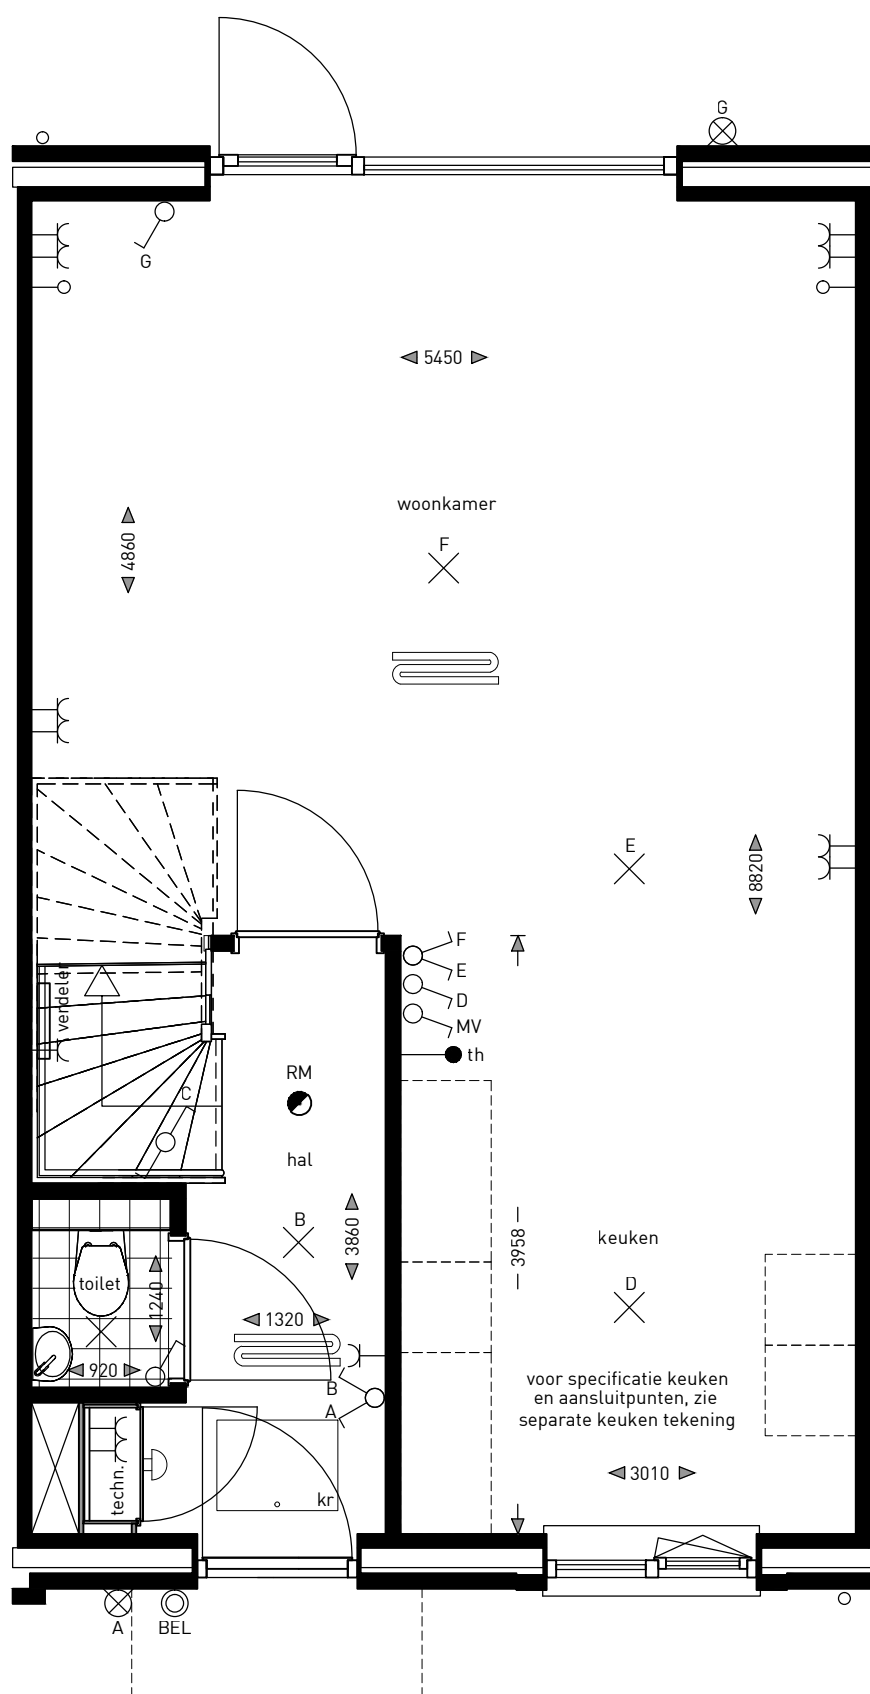 G
G
5450
woonkamer
4860
F
E
8820
F
E
D
MV
th
verdeler
C
RM
hal
B
3860
3958
keuken
D
toilet
1240
1320
920
B
A
voor specificatie keuken
en aansluitpunten, zie
separate keuken tekening
techn.
kr
3010
A
BEL